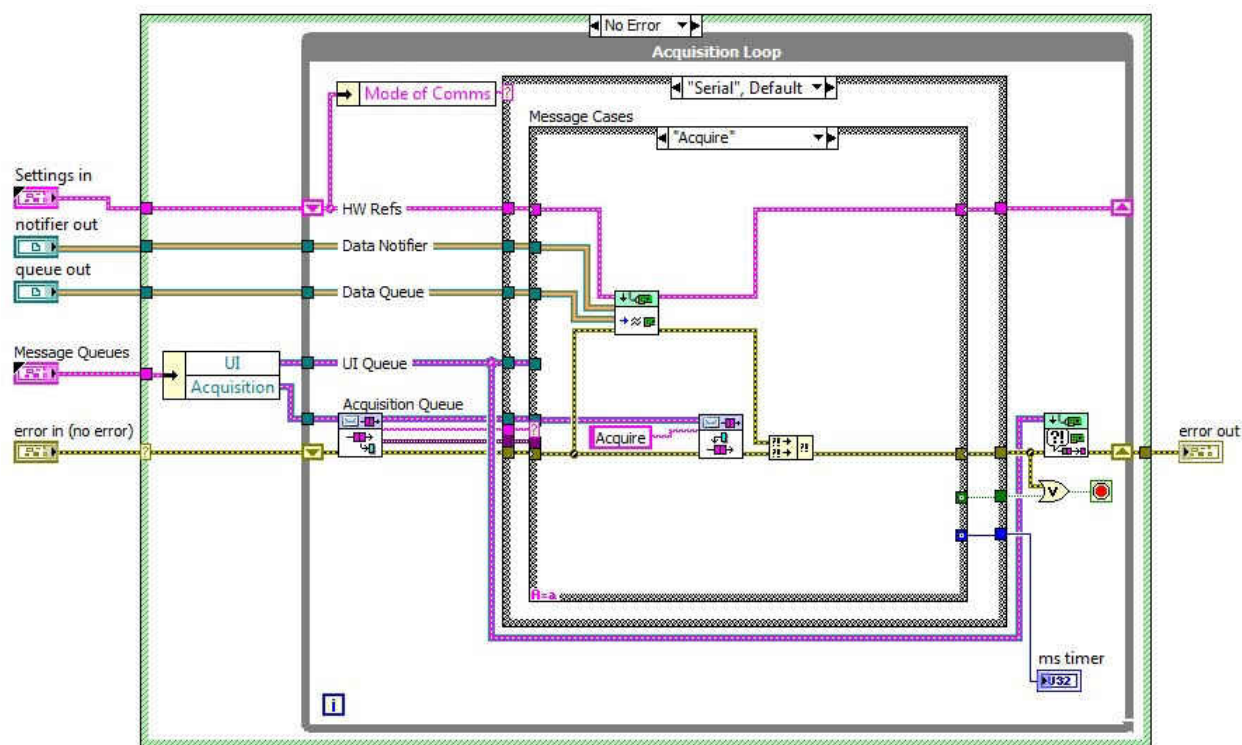 No Error
Acquisition Loop
Mode of Comms
?
"Serial", Default
Message Cases
"Acquire"
Settings in
HW Refs
notifier out
Data Notifier
queue out
Data Queue
Message Queues
UI
Acquisition
UI Queue
Acquisition Queue
?
error in (no error)
?
Acquire
error out
A=a
ms timer
U32
i